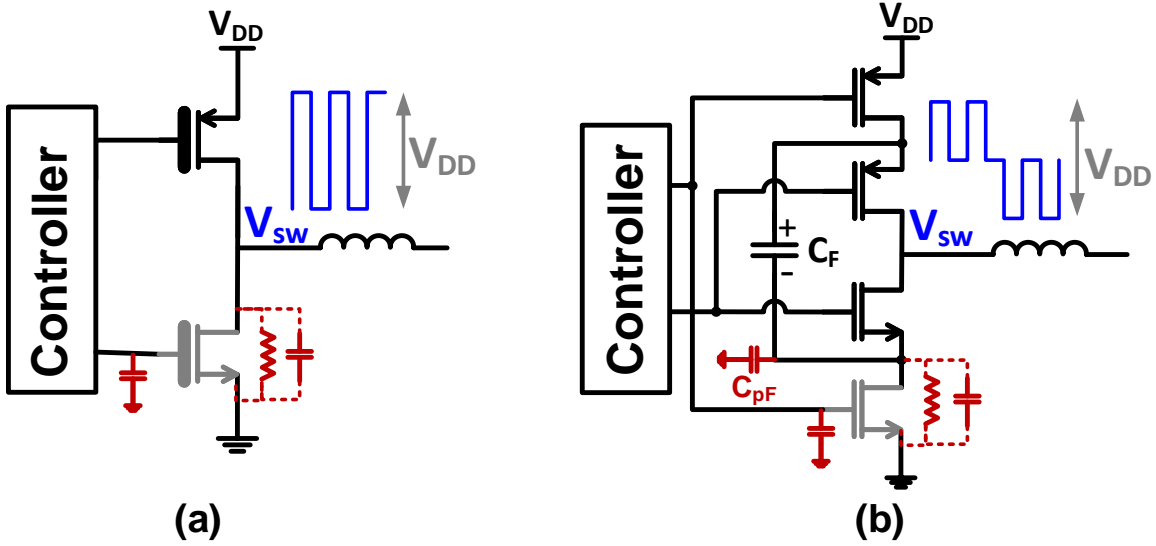 VDD
Controller
VDD
Vsw
(a)
VDD
Controller
VDD
Vsw
+
CF
-
CpF
(b)